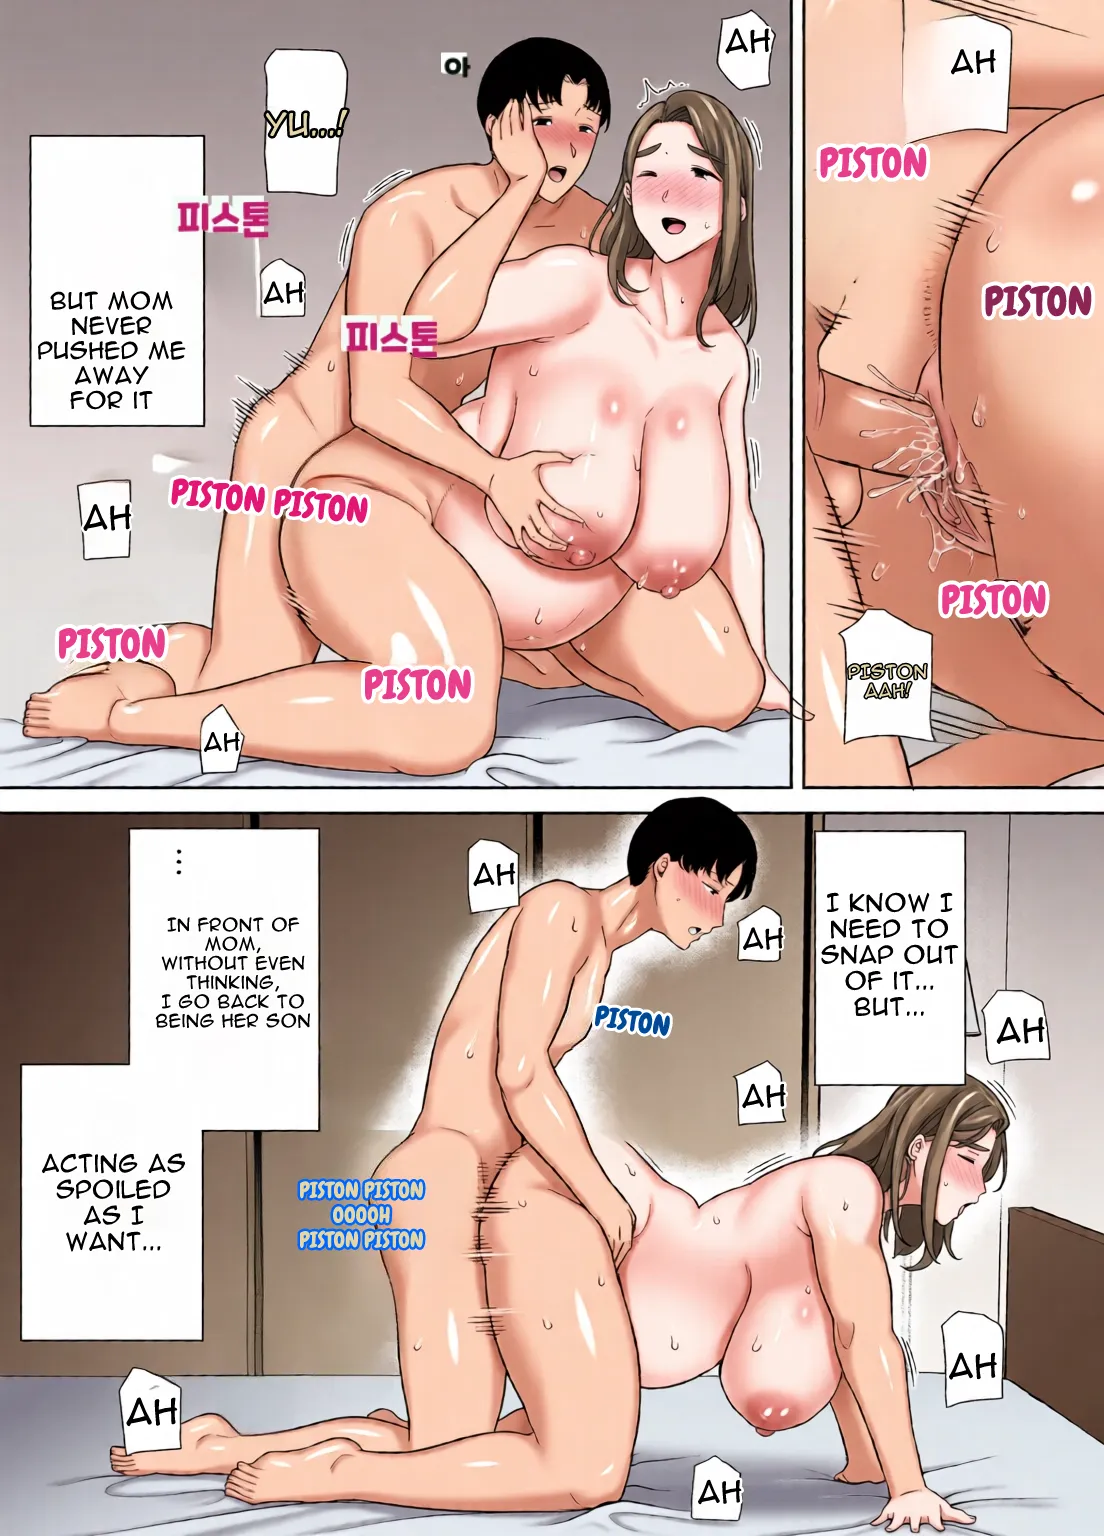 AH
AH
아
YU...!
PISTON
피스톤
BUT MOM
NEVER
PUSHED ME
AWAY
FOR IT
AH
피스톤
PISTON
PISTON PISTON
AH
PISTON
PISTON
PISTON
PISTON
AAH!
AH
...
IN FRONT OF
MOM,
WITHOUT EVEN
THINKING,
I GO BACK TO
BEING HER SON
AH
I KNOW I
NEED TO
SNAP OUT
OF IT...
BUT...
AH
PISTON
AH
AH
ACTING AS
SPOILED
AS I
WANT...
PISTON PISTON
OOOOH
PISTON PISTON
AH
AH
AH